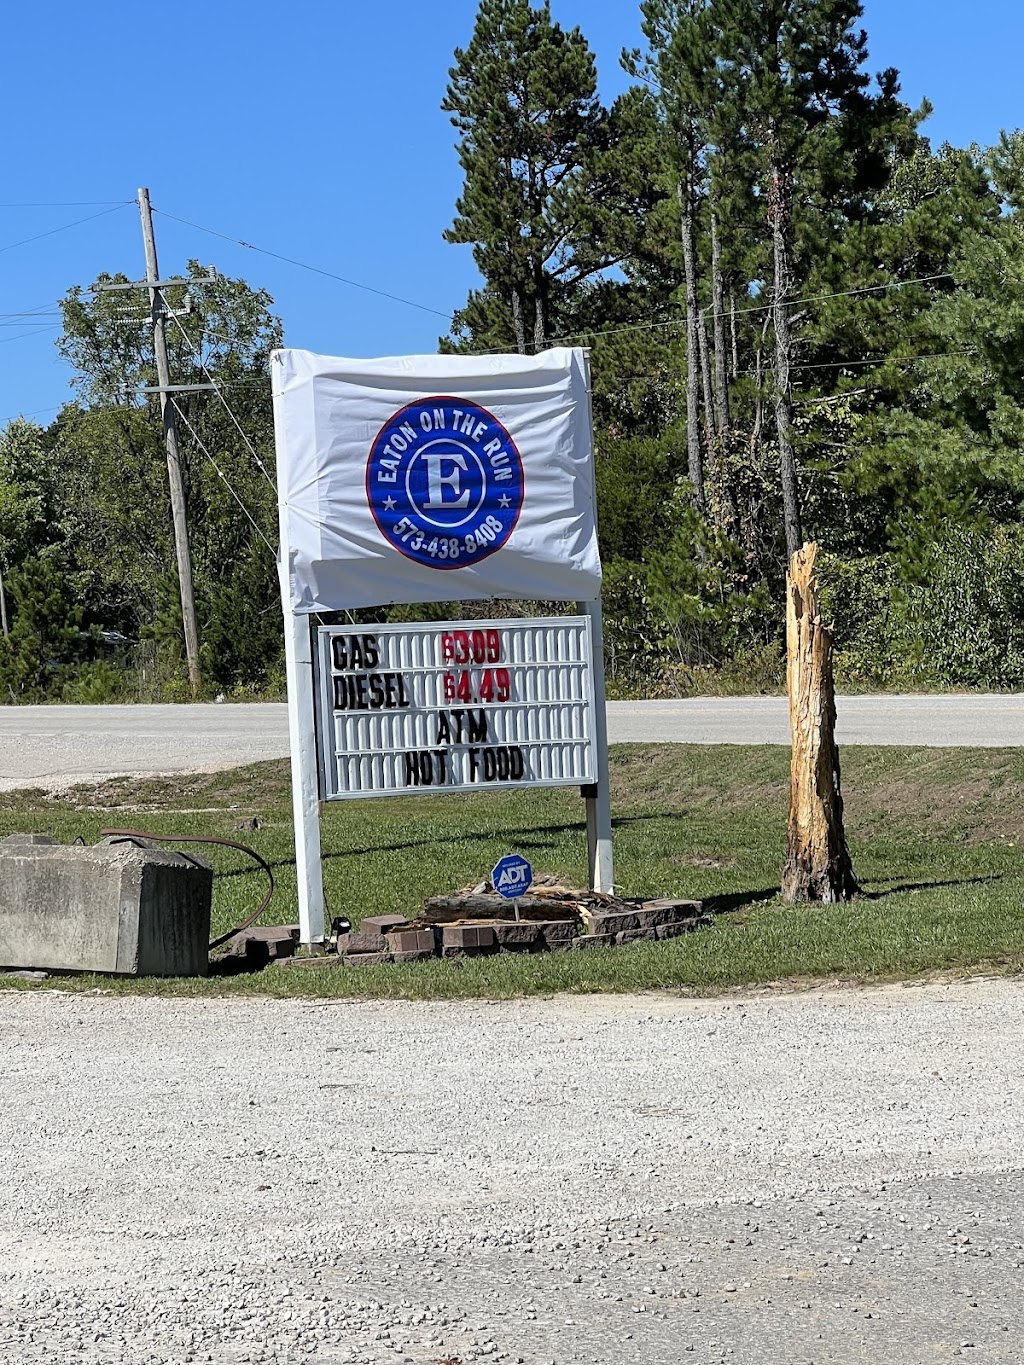 EATON ON THE RUN
E
573-438-8408
GAS $3.09
DIESEL $4.49
ATM
HOT FOOD
ADT